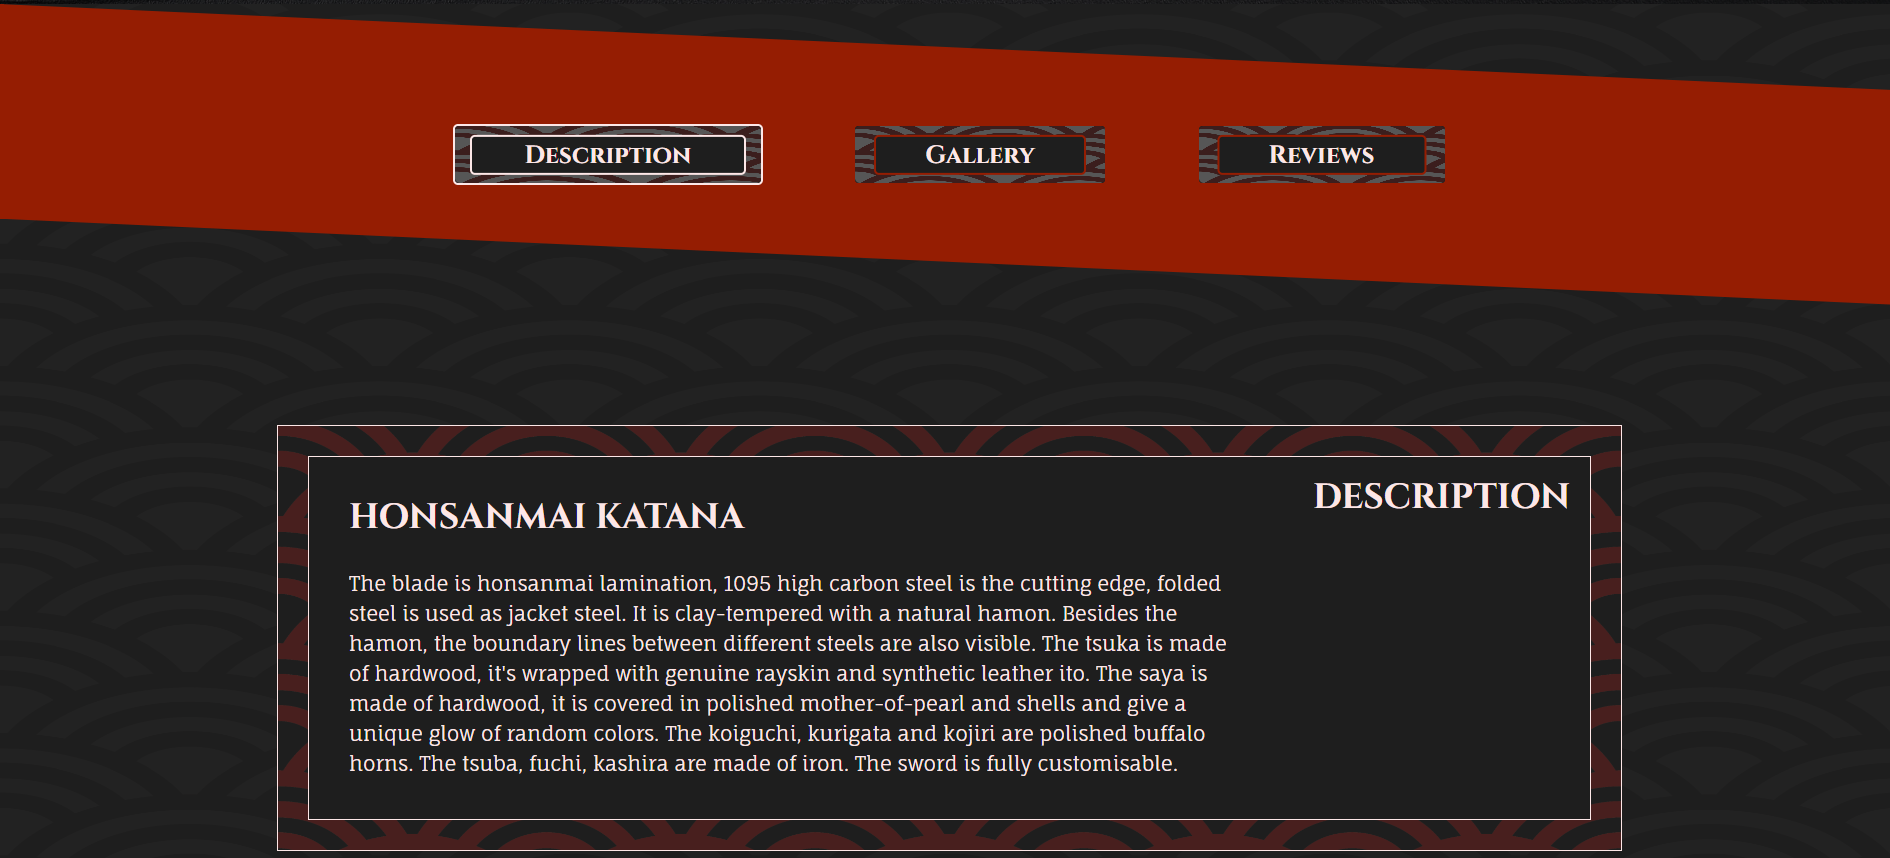 Description
Gallery
Reviews
DESCRIPTION
HONSANMAI KATANA
The blade is honsanmai lamination, 1095 high carbon steel is the cutting edge, folded
steel is used as jacket steel. It is clay-tempered with a natural hamon. Besides the
hamon, the boundary lines between different steels are also visible. The tsuka is made
of hardwood, it's wrapped with genuine rayskin and synthetic leather ito. The saya is
made of hardwood, it is covered in polished mother-of-pearl and shells and give a
unique glow of random colors. The koiguchi, kurigata and kojiri are polished buffalo
horns. The tsuba, fuchi, kashira are made of iron. The sword is fully customisable.